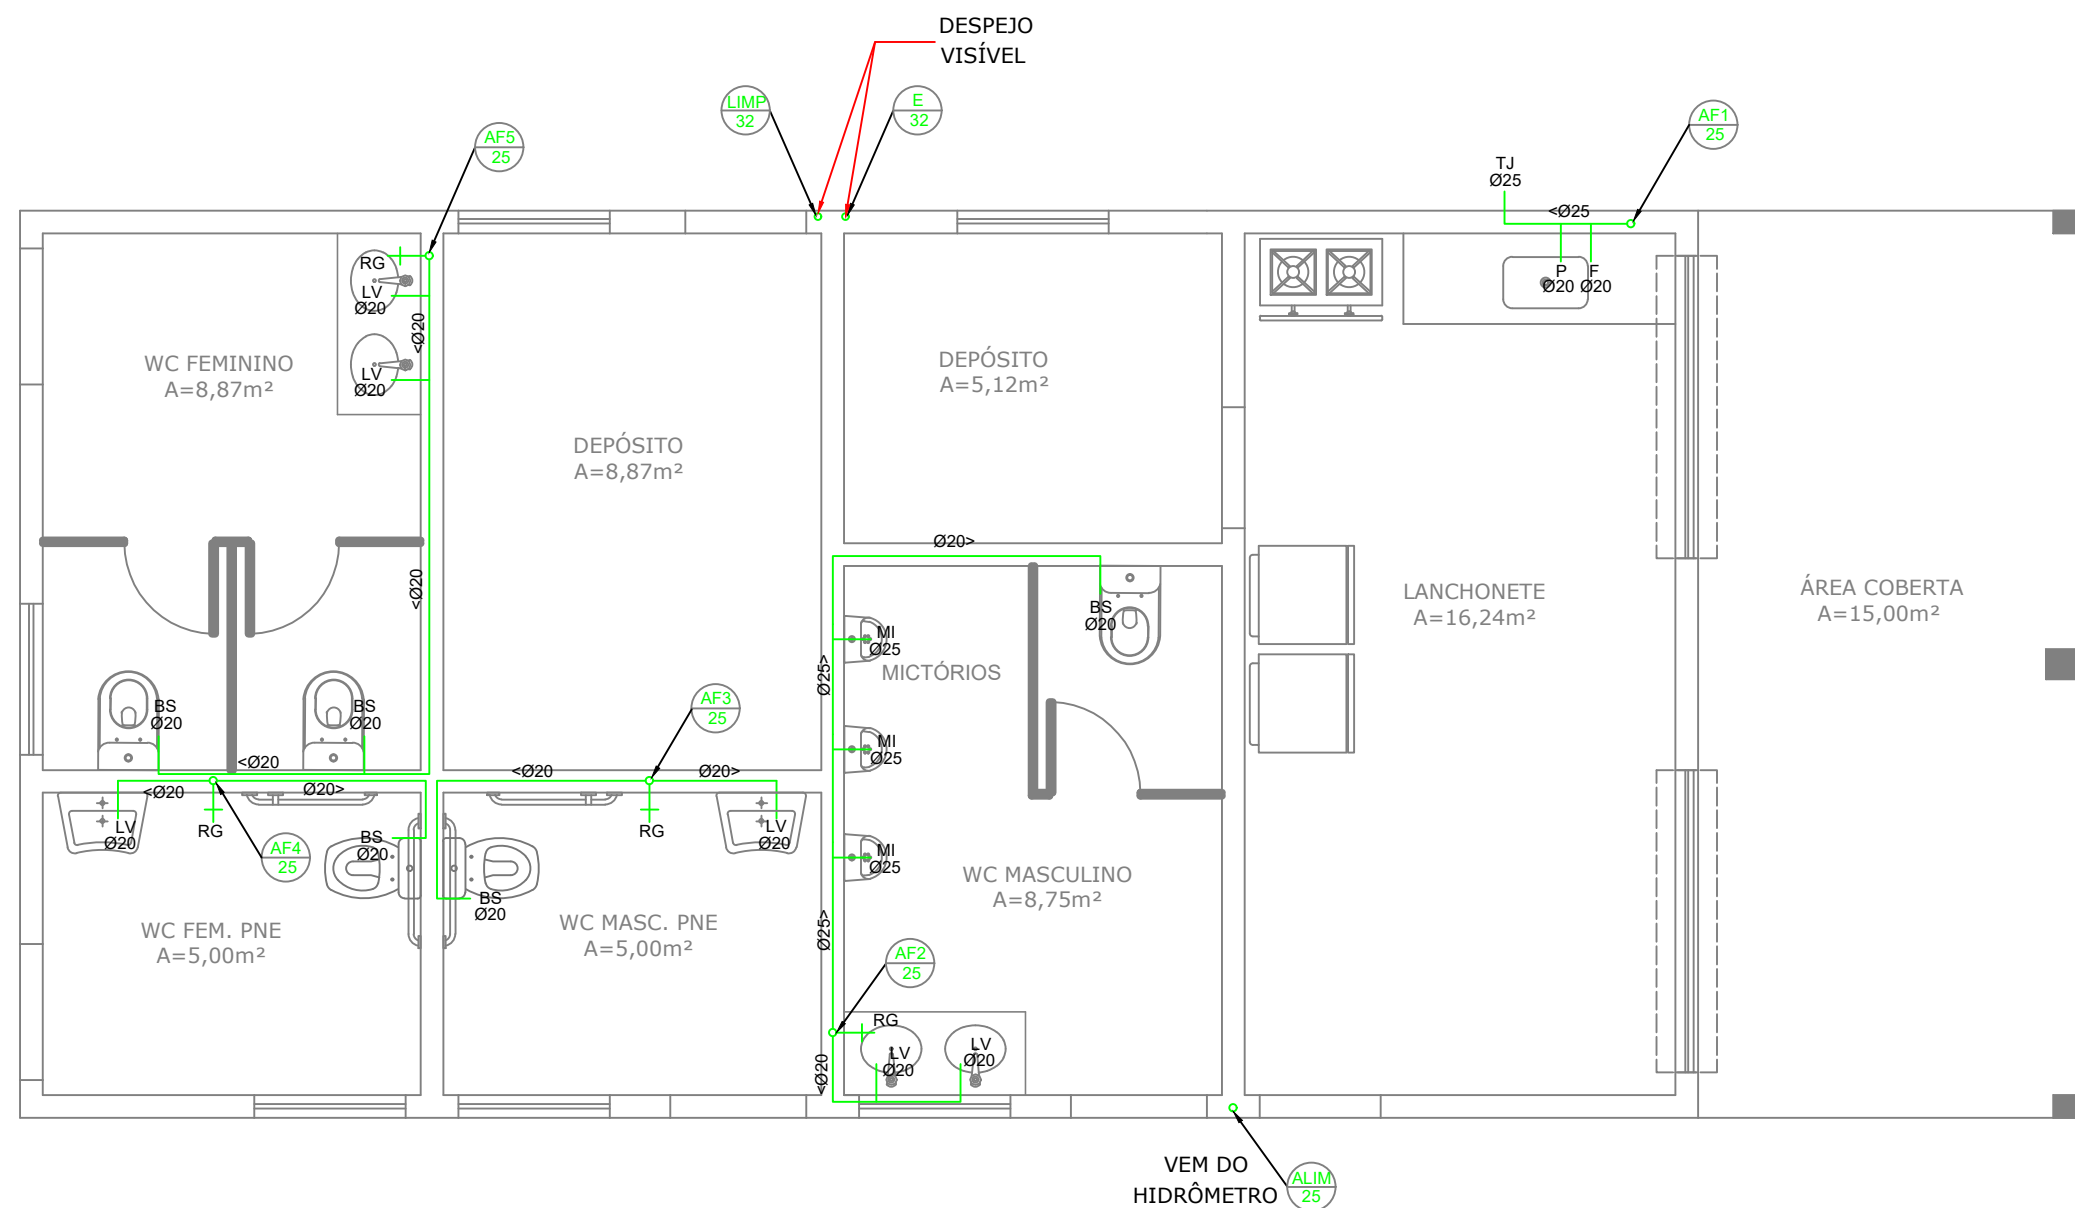 DESPEJO
VISÍVEL
LIMP
32
E
32
AF1
25
AF5
25
TJ
Ø25
<Ø25
P
Ø20
F
Ø20
RG
LV
Ø20
<Ø20
LV
Ø20
WC FEMININO
A=8,87m²
DEPÓSITO
A=8,87m²
DEPÓSITO
A=5,12m²
Ø20>
<Ø20
BS
Ø20
MI
Ø25
MICTÓRIOS
Ø25>
LANCHONETE
A=16,24m²
ÁREA COBERTA
A=15,00m²
BS
Ø20
BS
Ø20
AF3
25
MI
Ø25
<Ø20
<Ø20
Ø20>
<Ø20
Ø20>
LV
Ø20
RG
BS
Ø20
AF4
25
RG
LV
Ø20
MI
Ø25
BS
Ø20
WC FEM. PNE
A=5,00m²
WC MASC. PNE
A=5,00m²
WC MASCULINO
A=8,75m²
Ø25>
AF2
25
RG
LV
Ø20
LV
Ø20
<Ø20
VEM DO
HIDRÔMETRO
ALIM
25